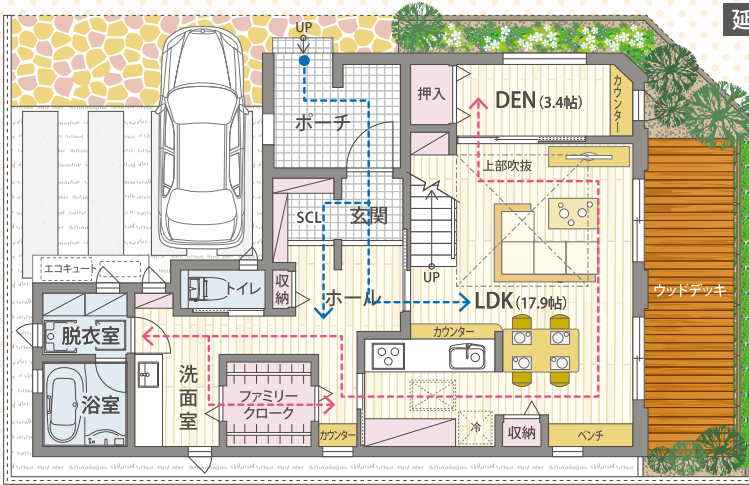 延
UP
ポーチ
押入
DEN(3.4帖)
カウンター
上部吹抜
SCL
玄関
エコキュート
トイレ
収納
ホール
UP
LDK(17.9帖)
ウッドデッキ
脱衣室
カウンター
浴室
洗面室
ファミリー
クローク
カウンター
冷
収納
ベンチ